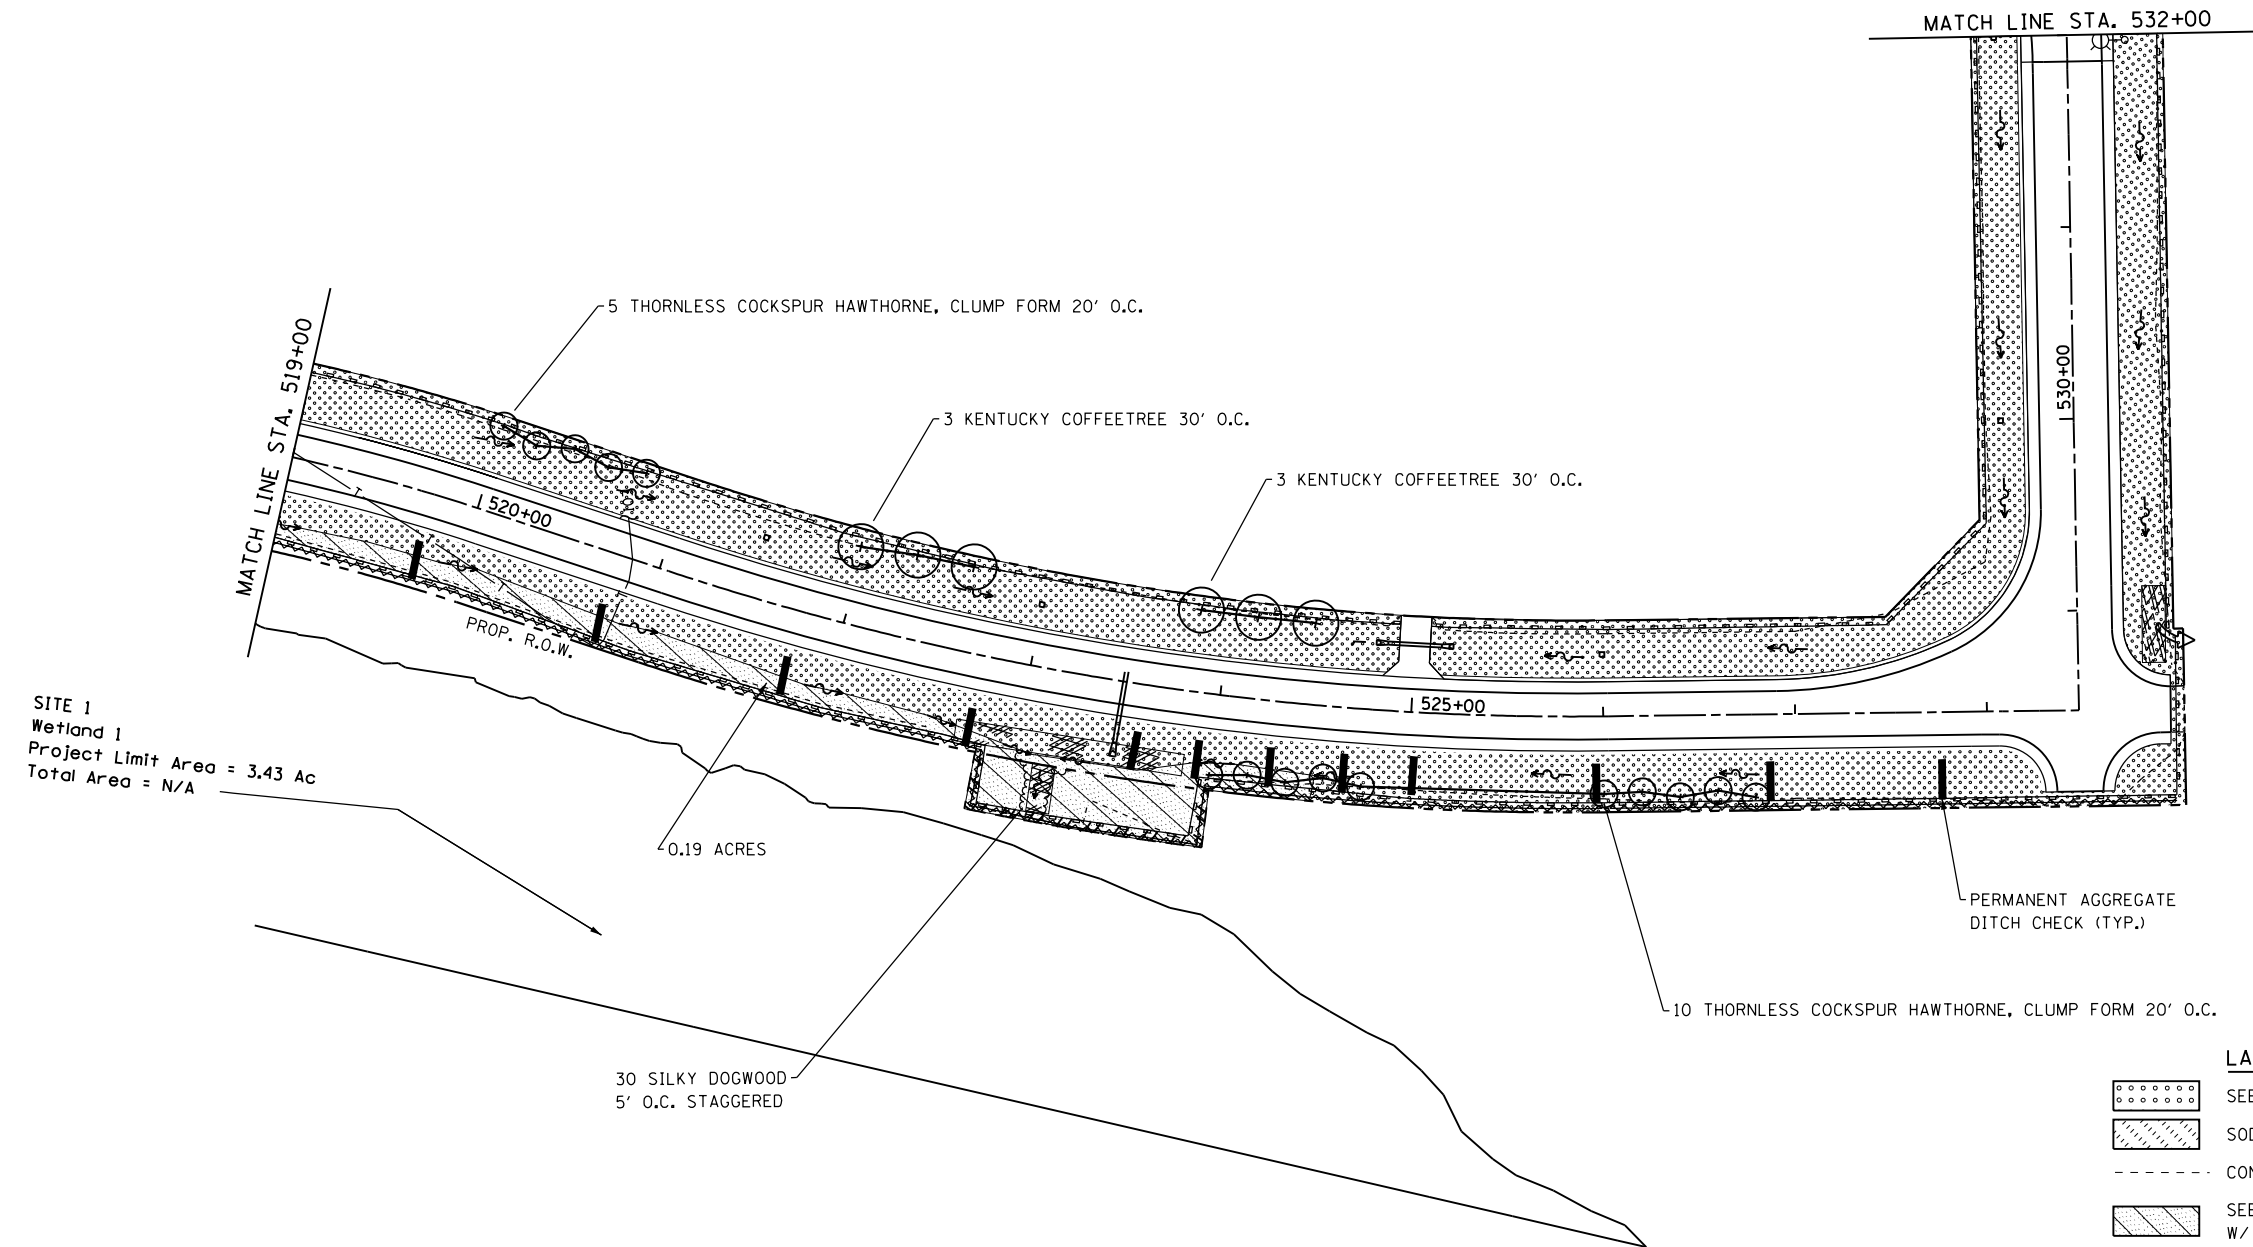 MATCH LINE STA. 532+00
5 THORNLESS COCKSPUR HAWTHORNE, CLUMP FORM 20' O.C.
MATCH LINE STA. 519+00
3 KENTUCKY COFFEETREE 30' O.C.
530+00
3 KENTUCKY COFFEETREE 30' O.C.
520+00
PROP. R.O.W.
525+00
SITE 1
Wetland 1
Project Limit Area = 3.43 Ac
Total Area = N/A
0.19 ACRES
PERMANENT AGGREGATE
DITCH CHECK (TYP.)
10 THORNLESS COCKSPUR HAWTHORNE, CLUMP FORM 20' O.C.
30 SILKY DOGWOOD
5' O.C. STAGGERED
W/